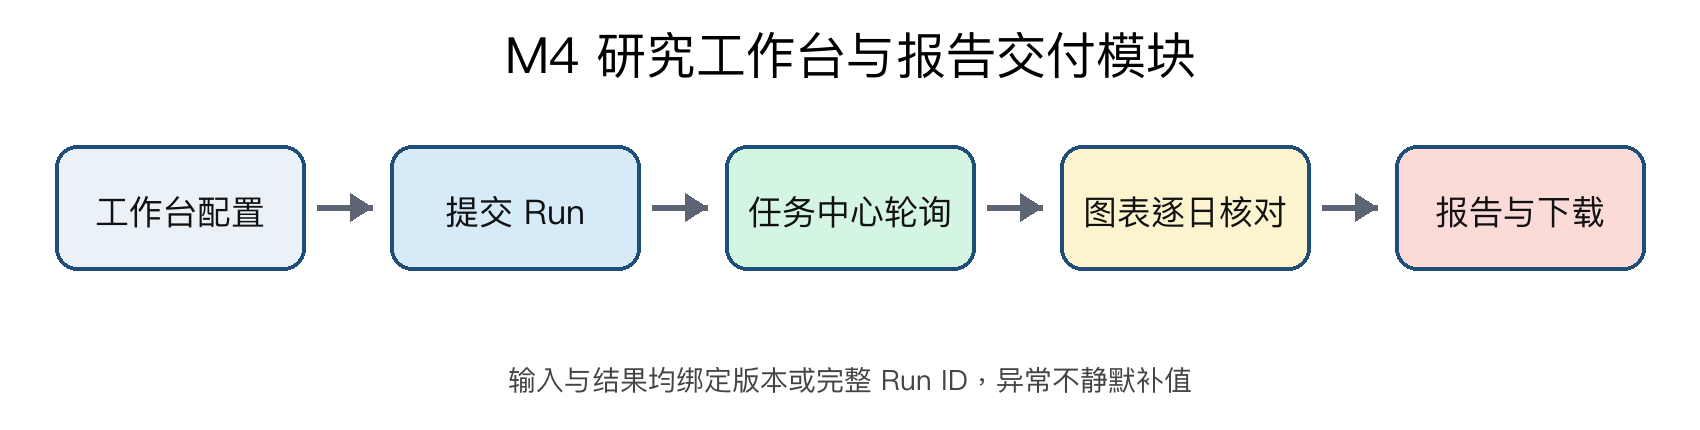 M4 研究工作台与报告交付模块
工作台配置
提交 Run
任务中心轮询
图表逐日核对
报告与下载
输入与结果均绑定版本或完整 Run ID，异常不静默补值